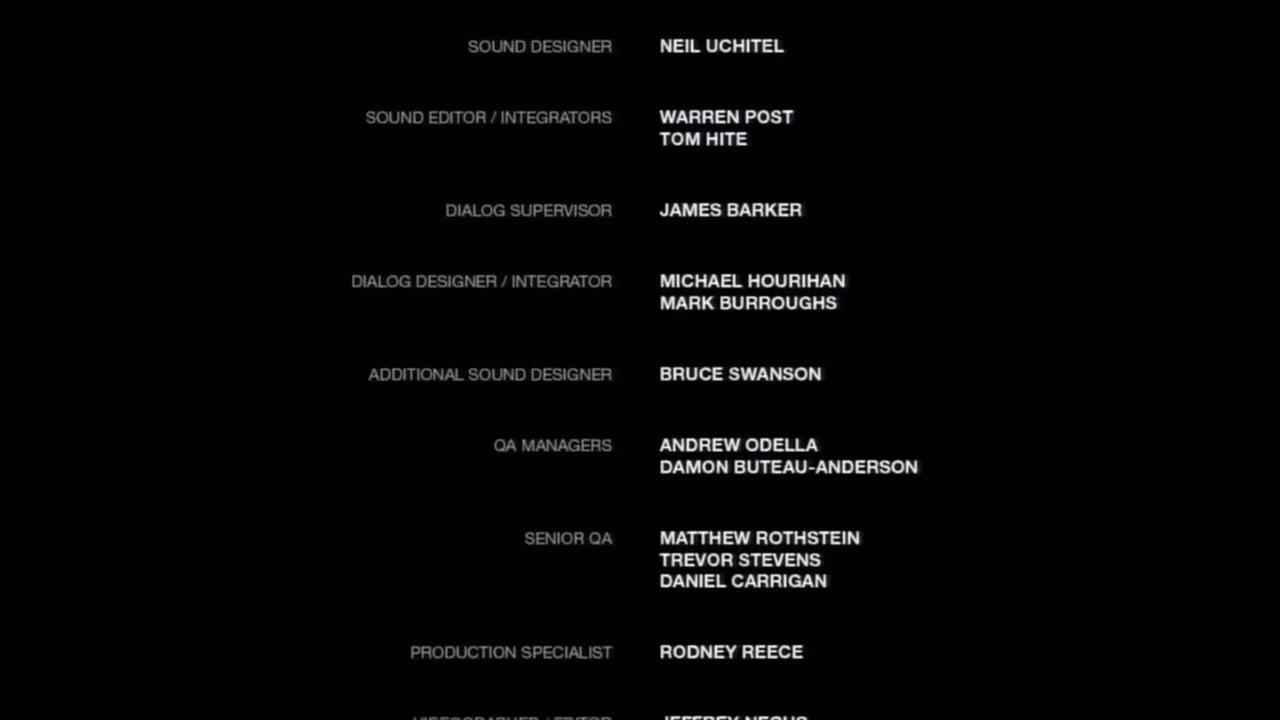 SOUND DESIGNER NEIL UCHITEL
SOUND EDITOR / INTEGRATORS WARREN POST
TOM HITE
DIALOG SUPERVISOR JAMES BARKER
DIALOG DESIGNER / INTEGRATOR MICHAEL HOURIHAN
MARK BURROUGHS
ADDITIONAL SOUND DESIGNER BRUCE SWANSON
QA MANAGERS ANDREW ODELLA
DAMON BUTEAU-ANDERSON
SENIOR QA MATTHEW ROTHSTEIN
TREVOR STEVENS
DANIEL CARRIGAN
PRODUCTION SPECIALIST RODNEY REECE